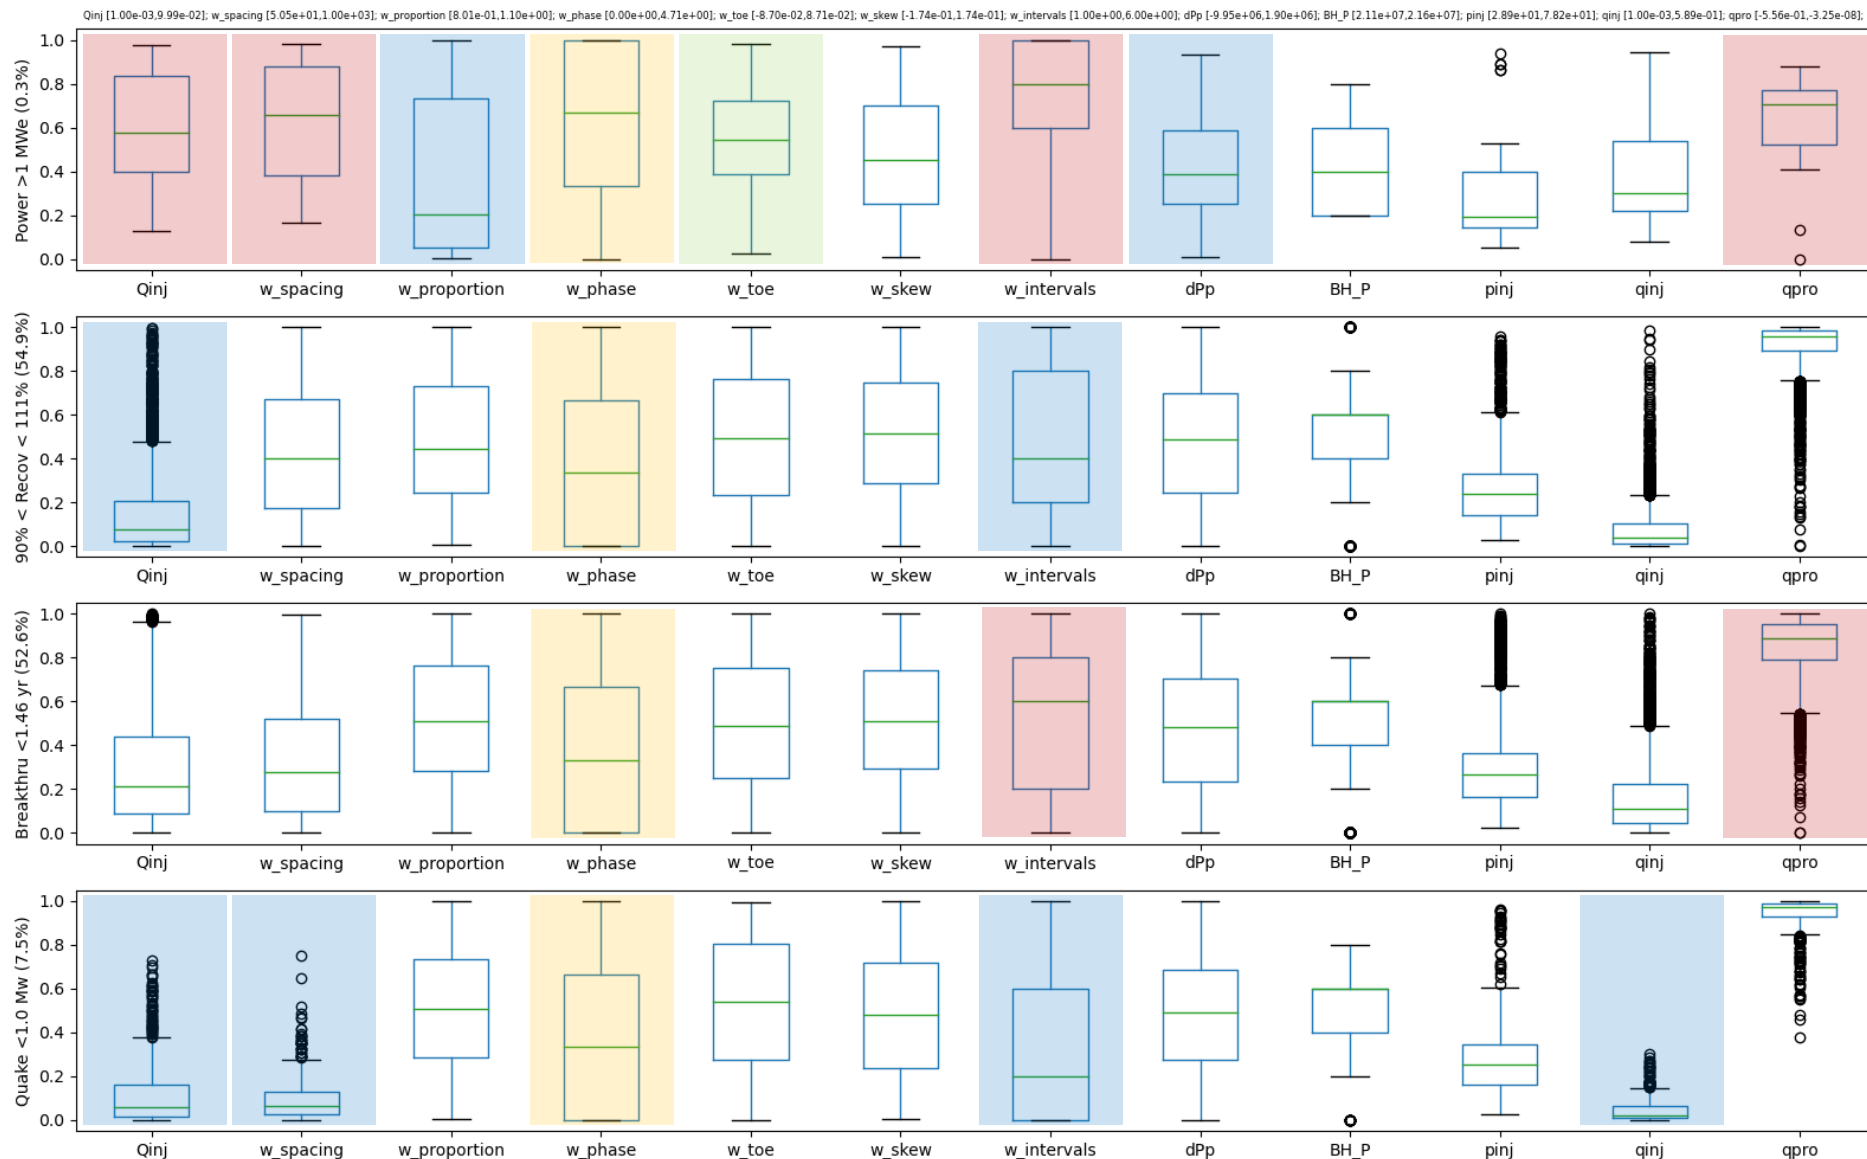 Qinj [1.00e-03,9.99e-02]; w_spacing [5.05e+01,1.00e+03]; w_proportion [8.01e-01,1.10e+00]; w_phase [0.00e+00,4.71e+00]; w_toe [-8.70e-02,8.71e-02]; w_skew [-1.74e-01,1.74e-01]; w_intervals [1.00e+00,6.00e+00]; dPp [-9.95e+06,1.90e+06]; BH_P [2.11e+07,2.16e+07]; pinj [2.89e+01,7.82e+01]; qinj [1.00e-03,5.89e-01]; qpro [-5.56e-01,-3.25e-08];
Power >1 MWe (0.3%)
1.0
0.8
0.6
0.4
0.2
0.0
Qinj w_spacing w_proportion w_phase w_toe w_skew w_intervals dPp BH_P pinj qinj qpro
90% < Recov < 111% (54.9%)
1.0
0.8
0.6
0.4
0.2
0.0
Qinj w_spacing w_proportion w_phase w_toe w_skew w_intervals dPp BH_P pinj qinj qpro
Breakthru <1.46 yr (52.6%)
1.0
0.8
0.6
0.4
0.2
0.0
Qinj w_spacing w_proportion w_phase w_toe w_skew w_intervals dPp BH_P pinj qinj qpro
Quake <1.0 Mw (7.5%)
1.0
0.8
0.6
0.4
0.2
0.0
Qinj w_spacing w_proportion w_phase w_toe w_skew w_intervals dPp BH_P pinj qinj qpro